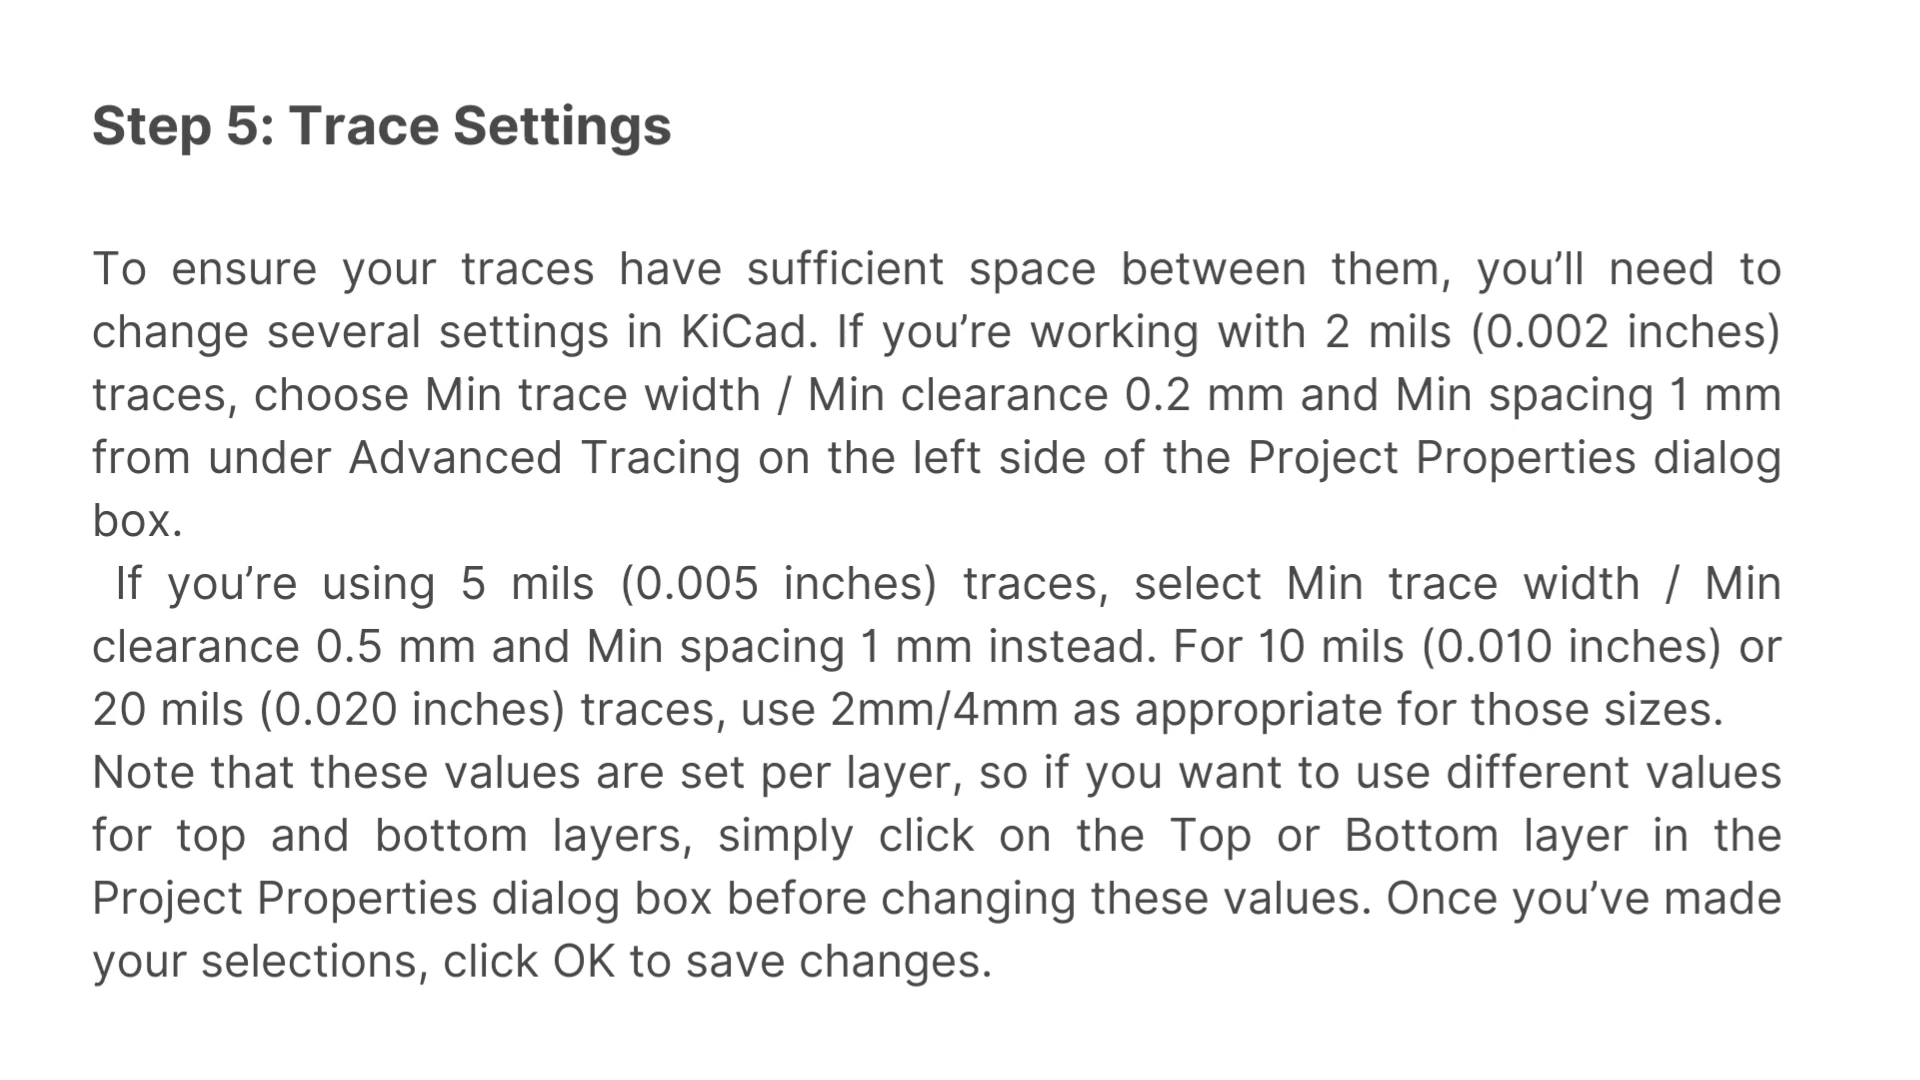 Step 5: Trace Settings
To ensure your traces have sufficient space between them, you’ll need to
change several settings in KiCad. If you’re working with 2 mils (0.002 inches)
traces, choose Min trace width / Min clearance 0.2 mm and Min spacing 1 mm
from under Advanced Tracing on the left side of the Project Properties dialog
box.
If you’re using 5 mils (0.005 inches) traces, select Min trace width / Min
clearance 0.5 mm and Min spacing 1 mm instead. For 10 mils (0.010 inches) or
20 mils (0.020 inches) traces, use 2mm/4mm as appropriate for those sizes.
Note that these values are set per layer, so if you want to use different values
for top and bottom layers, simply click on the Top or Bottom layer in the
Project Properties dialog box before changing these values. Once you’ve made
your selections, click OK to save changes.